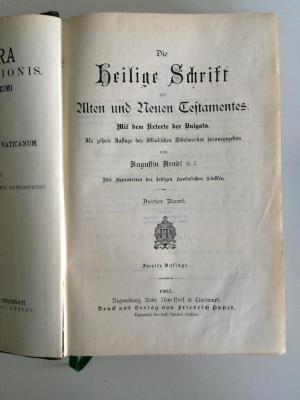 RA
IONIS.
XIMI
VATICANUM
CINCINNATI.
Die
Heilige Schrift
des
Alten und Neuen Testamentes.
Mit dem Urtexte der Vulgata.
Als zehnte Auflage des Allioli'schen Bibelwerkes herausgegeben
von
Augustin Arndt S. J.
Mit Approbation des heiligen Apostolischen Stuhles.
Dritter Band.
Zweite Auflage.
Regensburg, Rom, New York & Cincinnati.
Druck und Verlag von Friedrich Pustet,